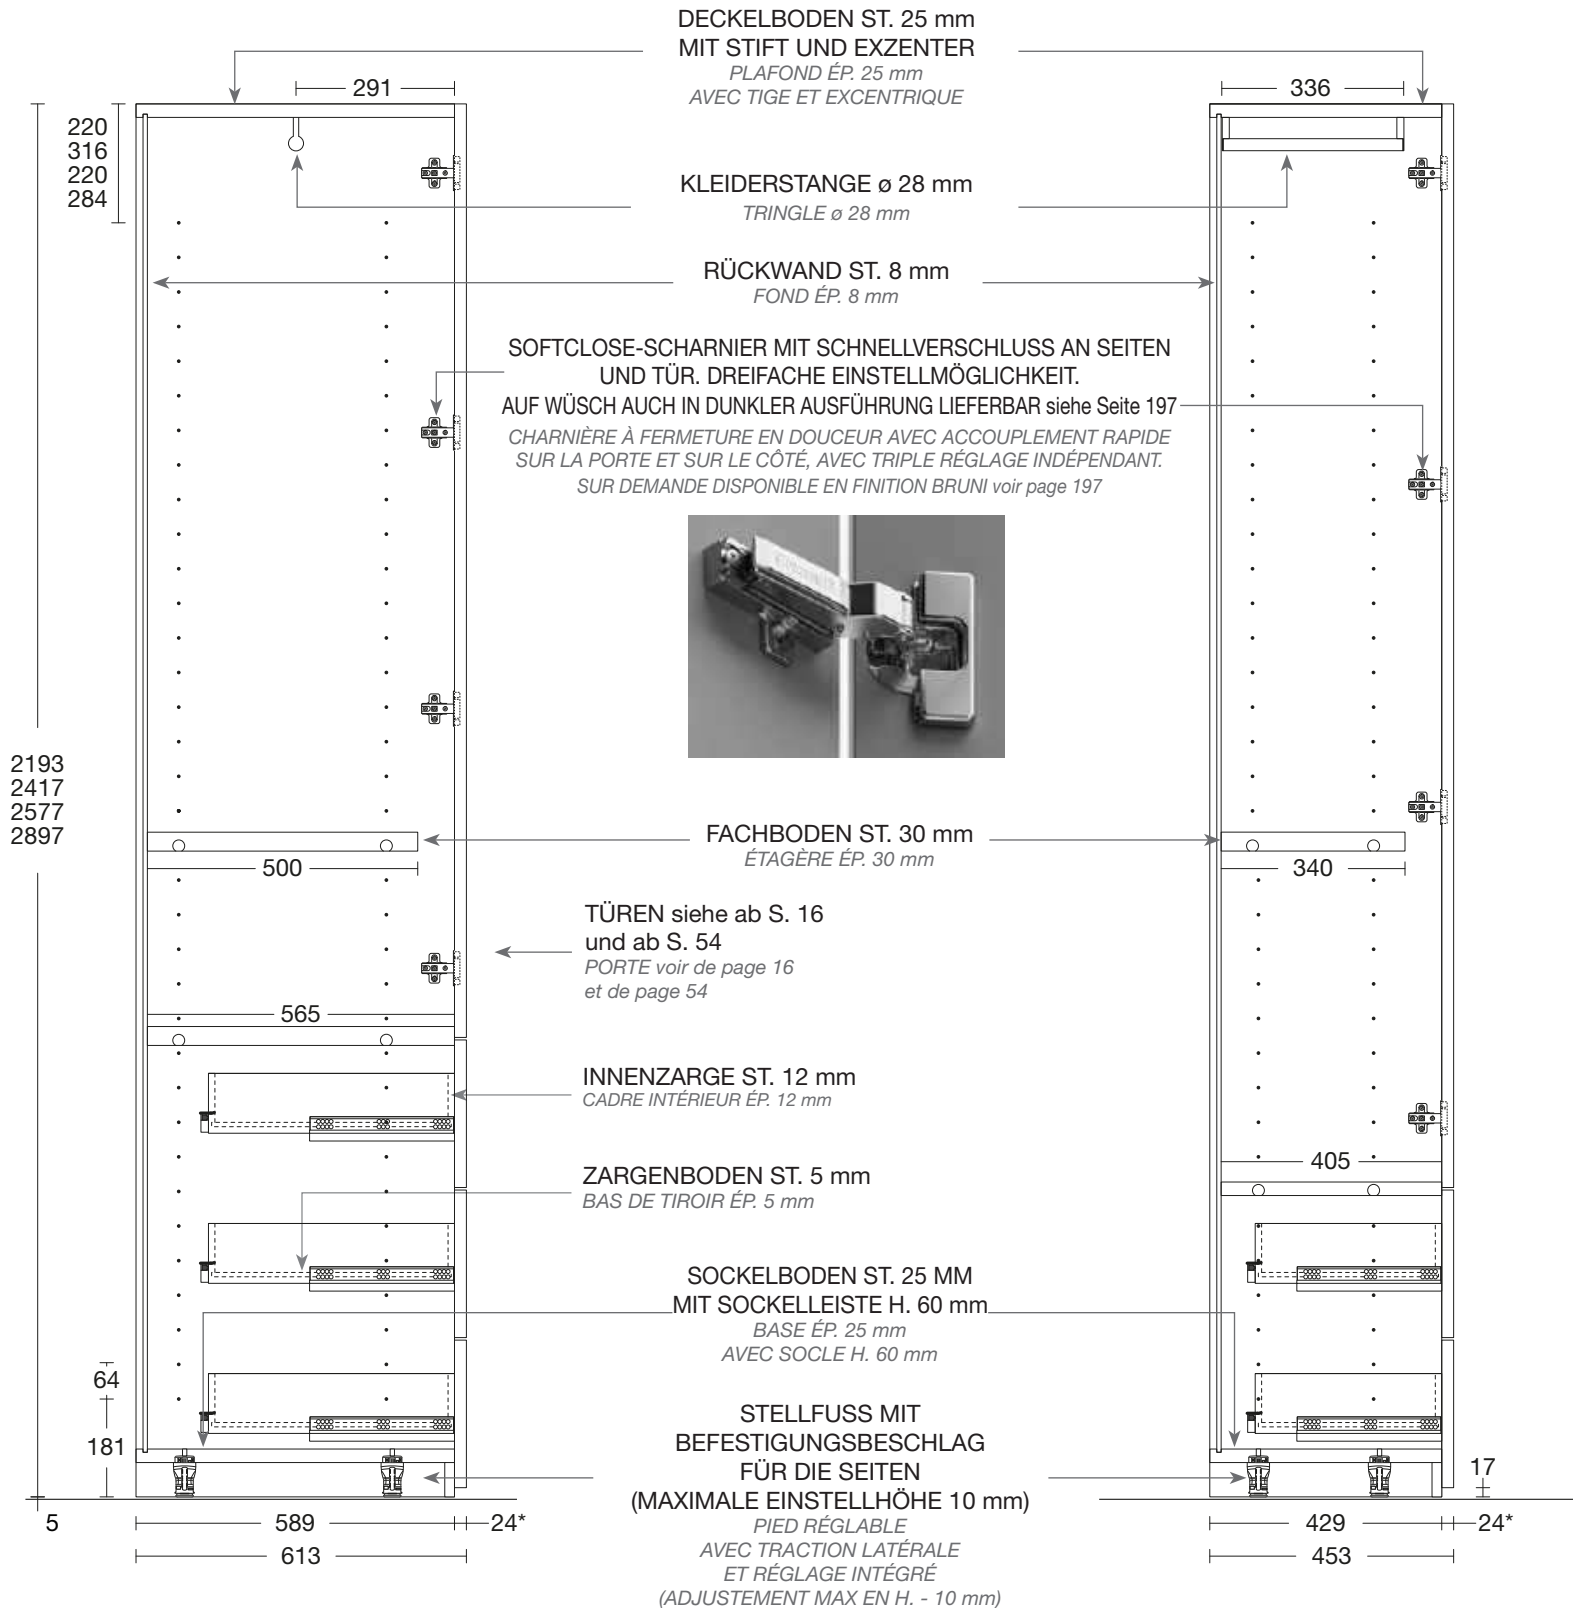 DECKELBODEN ST. 25 mm
MIT STIFT UND EXZENTER
PLAFOND ÉP. 25 mm
AVEC TIGE ET EXCENTRIQUE
291
336
220
316
220
284
KLEIDERSTANGE ø 28 mm
TRINGLE ø 28 mm
RÜCKWAND ST. 8 mm
FOND ÉP. 8 mm
SOFTCLOSE-SCHARNIER MIT SCHNELLVERSCHLUSS AN SEITEN
UND TÜR. DREIFACHE EINSTELLMÖGLICHKEIT.
AUF WÜSCH AUCH IN DUNKLER AUSFÜHRUNG LIEFERBAR siehe Seite 197
CHARNIÈRE À FERMETURE EN DOUCEUR AVEC ACCOUPLEMENT RAPIDE
SUR LA PORTE ET SUR LE CÔTÉ, AVEC TRIPLE RÉGLAGE INDÉPENDANT.
SUR DEMANDE DISPONIBLE EN FINITION BRUNI voir page 197
2193
2417
2577
2897
FACHBODEN ST. 30 mm
ÉTAGÈRE ÉP. 30 mm
500
340
TÜREN siehe ab S. 16
und ab S. 54
PORTE voir de page 16
et de page 54
565
INNENZARGE ST. 12 mm
CADRE INTÉRIEUR ÉP. 12 mm
405
ZARGENBODEN ST. 5 mm
BAS DE TIROIR ÉP. 5 mm
SOCKELBODEN ST. 25 MM
MIT SOCKELLEISTE H. 60 mm
BASE ÉP. 25 mm
AVEC SOCLE H. 60 mm
64
181
STELLFUSS MIT
BEFESTIGUNGSBESCHLAG
FÜR DIE SEITEN
(MAXIMALE EINSTELLHÖHE 10 mm)
PIED RÉGLABLE
AVEC TRACTION LATÉRALE
ET RÉGLAGE INTÉGRÉ
(ADJUSTEMENT MAX EN H. - 10 mm)
17
5
589
24*
613
429
24*
453